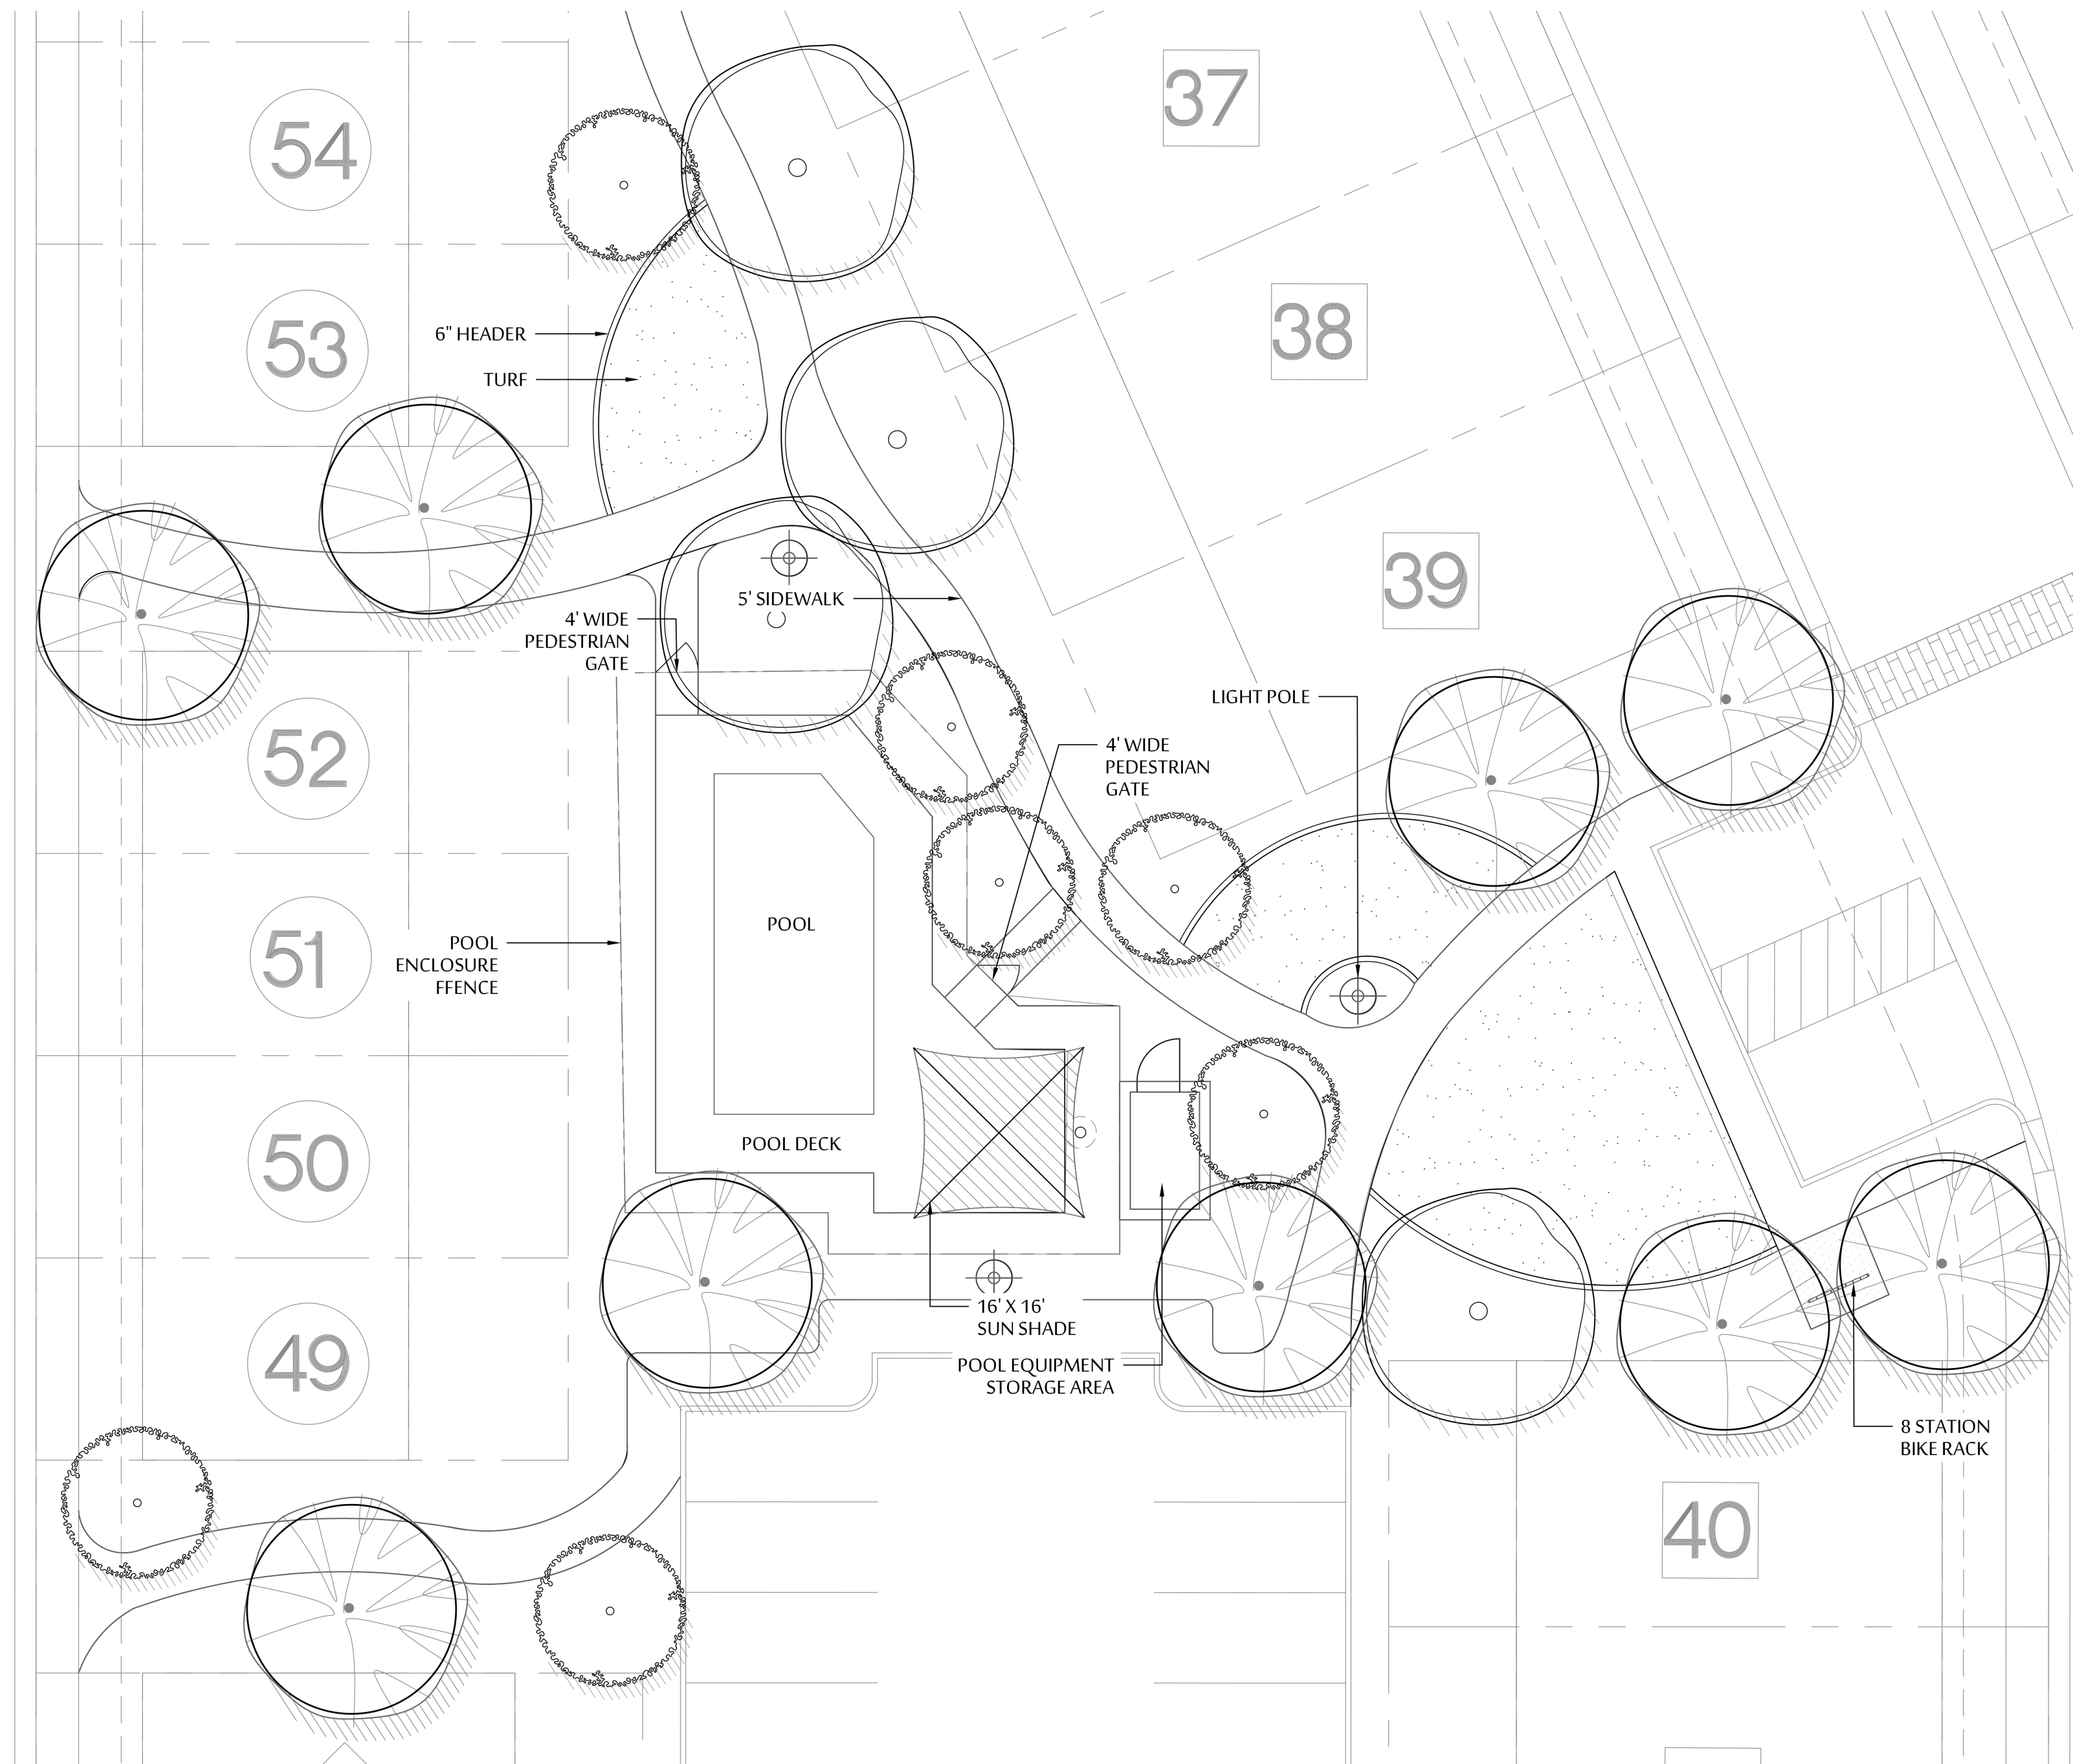 37
54
38
53
6" HEADER
TURF
39
5' SIDEWALK
4' WIDE
PEDESTRIAN
GATE
LIGHT POLE
4' WIDE
PEDESTRIAN
GATE
52
POOL
POOL
ENCLOSURE
FFENCE
51
POOL DECK
50
16' X 16'
SUN SHADE
POOL EQUIPMENT
STORAGE AREA
49
8 STATION
BIKE RACK
40